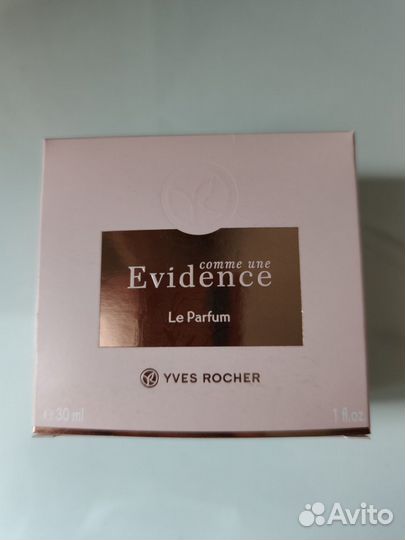 comme une
Evidence
Le Parfum
YVES ROCHER
e 30 ml
1 fl.oz
Avito